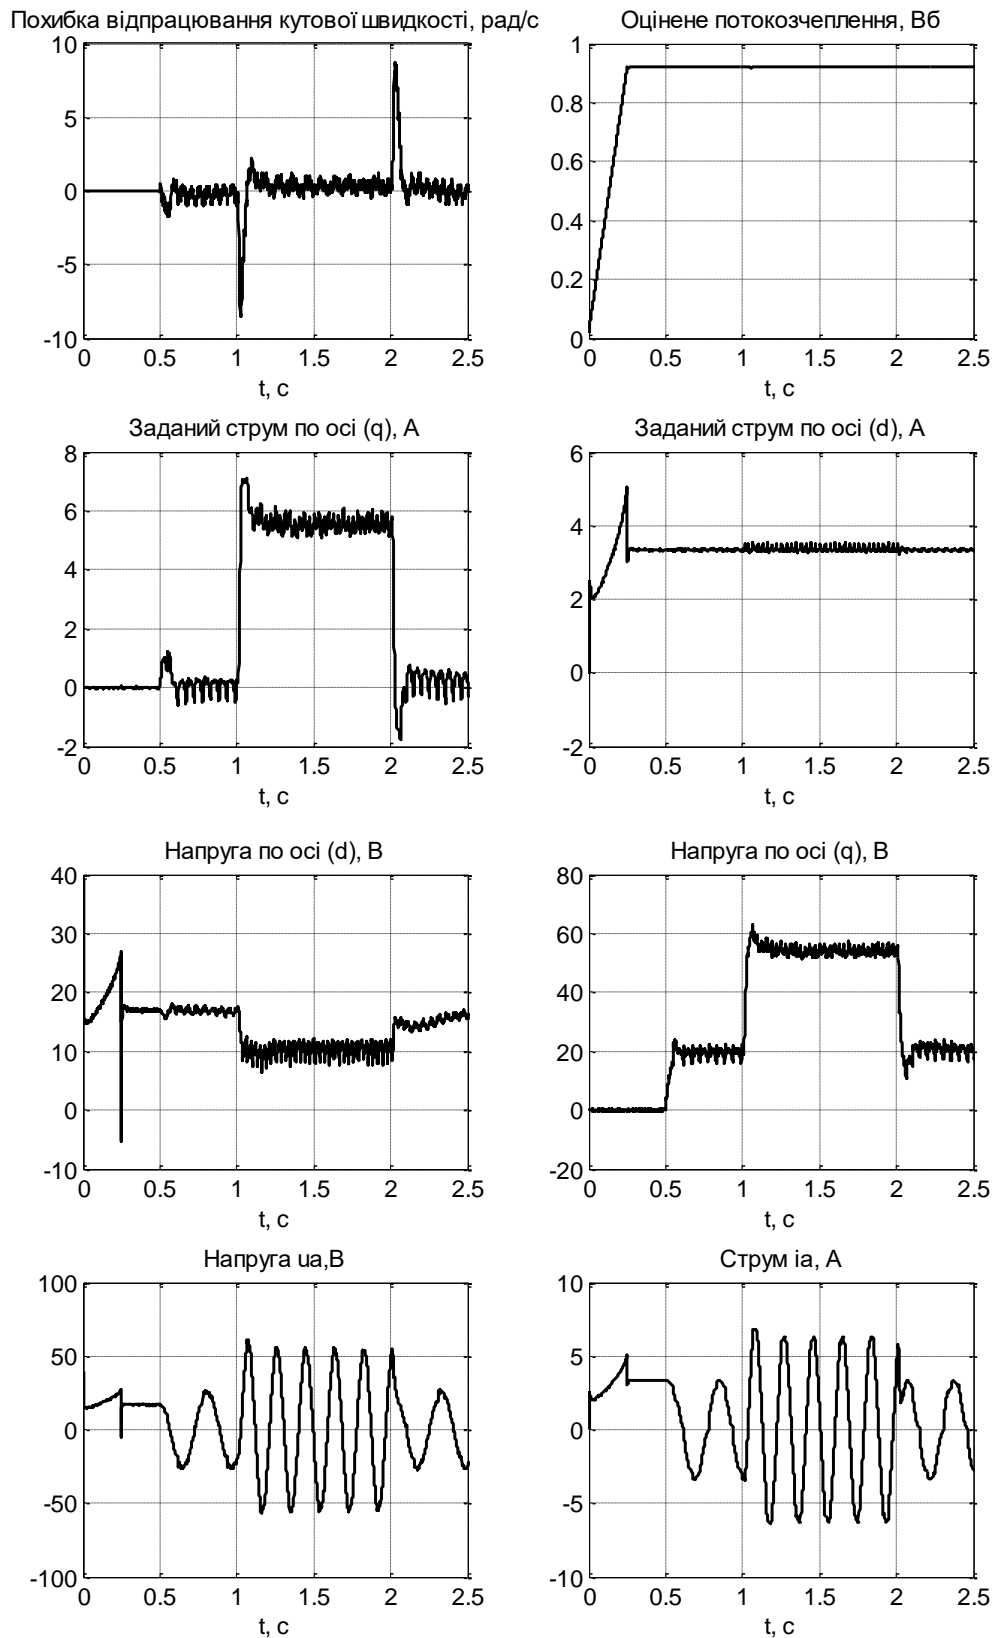 Похибка відпрацювання кутової швидкості, рад/с
10
5
0
-5
-10
0 0.5 1 1.5 2 2.5
t, с
Оцінене потокозчеплення, Вб
1
0.8
0.6
0.4
0.2
0
0 0.5 1 1.5 2 2.5
t, с
Заданий струм по осі (q), А
8
6
4
2
0
-2
0 0.5 1 1.5 2 2.5
t, с
Заданий струм по осі (d), А
6
4
2
0
-2
0 0.5 1 1.5 2 2.5
t, с
Напруга по осі (d), В
40
30
20
10
0
-10
0 0.5 1 1.5 2 2.5
t, с
Напруга по осі (q), В
80
60
40
20
0
-20
0 0.5 1 1.5 2 2.5
t, с
Напруга ua,В
100
50
0
-50
-100
0 0.5 1 1.5 2 2.5
t, с
Струм ia, А
10
5
0
-5
-10
0 0.5 1 1.5 2 2.5
t, с